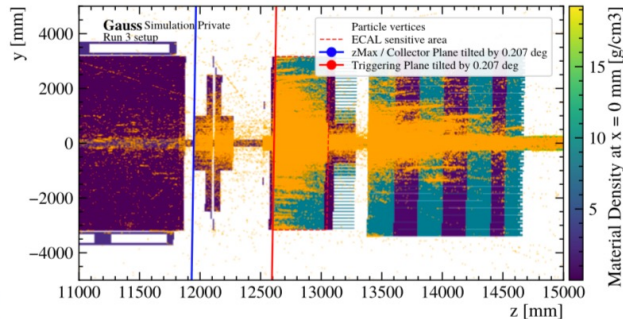 y [mm]
4000
2000
0
-2000
-4000
Gauss Simulation Private
Run 3 setup
Particle vertices
ECAL sensitive area
zMax / Collector Plane tilted by 0.207 deg
Triggering Plane tilted by 0.207 deg
11000 11500 12000 12500 13000 13500 14000 14500 15000
z [mm]
15
10
5
Material Density at x = 0 mm [g/cm3]